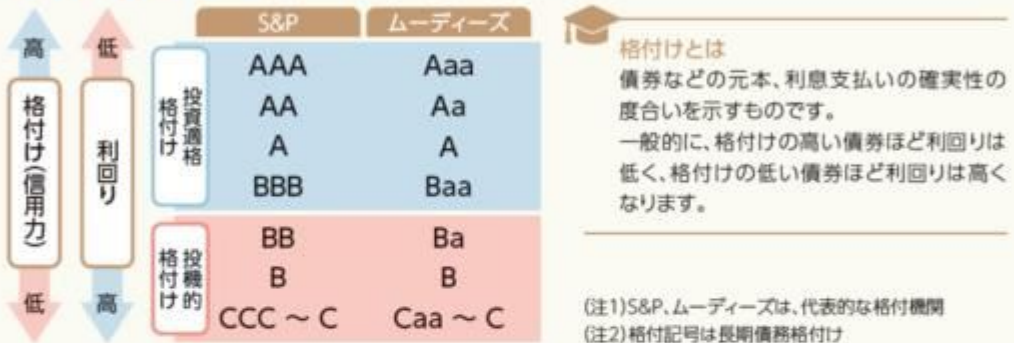 高
格付け(信用力)
低
低
利回り
高
S&P
ムーディーズ
投資適格
格付け
AAA
Aaa
AA
Aa
A
A
BBB
Baa
投機的
格付け
BB
Ba
B
B
CCC ～ C
Caa ～ C
格付けとは
債券などの元本、利息支払いの確実性の
度合いを示すものです。
一般的に、格付けの高い債券ほど利回りは
低く、格付けの低い債券ほど利回りは高く
なります。
(注1)S&P、ムーディーズは、代表的な格付機関
(注2)格付記号は長期債務格付け